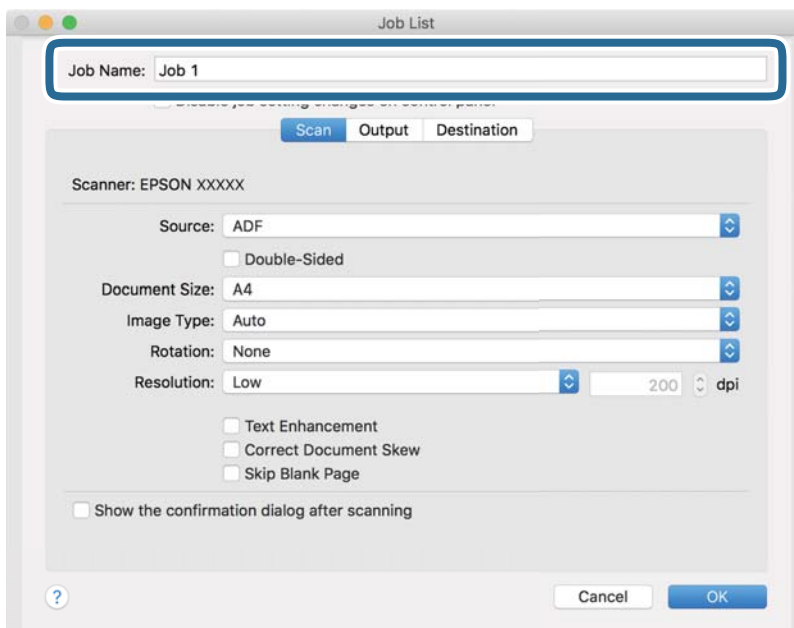 Job List
Job Name: Job 1
Scan Output Destination
Scanner: EPSON XXXXX
Source: ADF
Double-Sided
Document Size: A4
Image Type: Auto
Rotation: None
Resolution: Low 200 dpi
Text Enhancement
Correct Document Skew
Skip Blank Page
Show the confirmation dialog after scanning
? Cancel OK